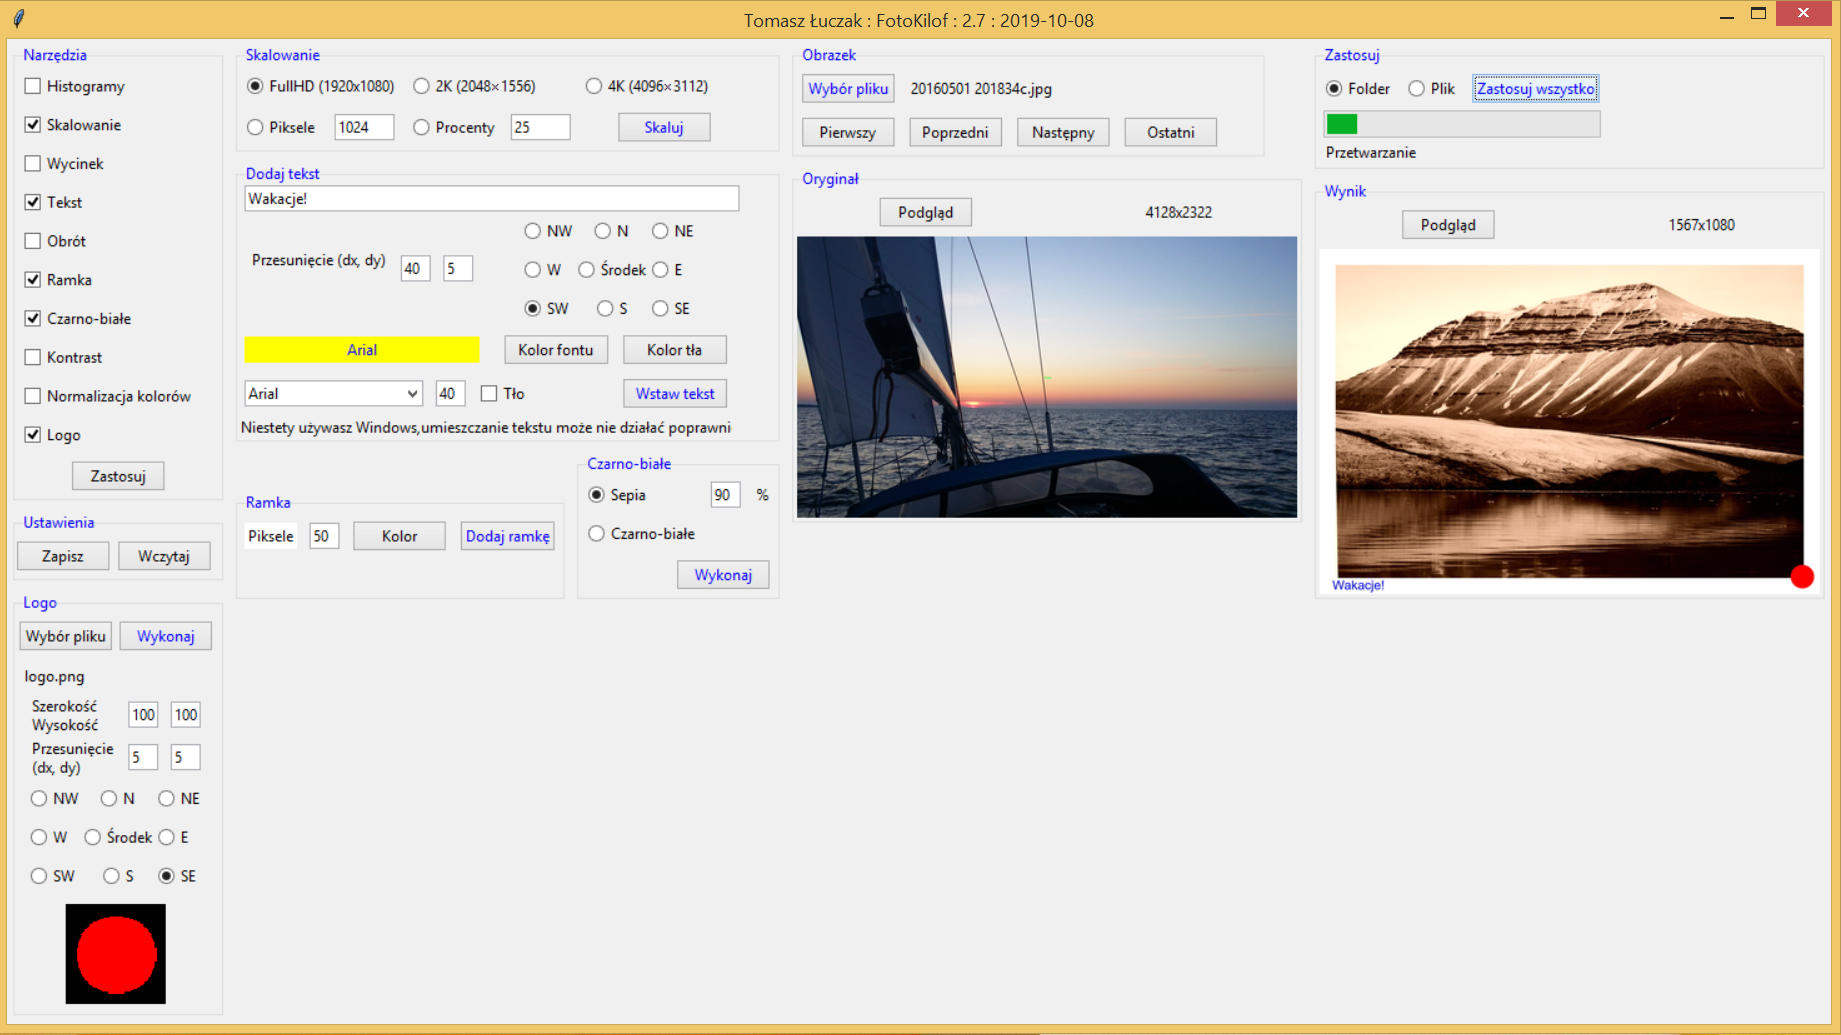 Tomasz Łuczak : FotoKilof : 2.7 : 2019-10-08
Narzędzia
Histogramy
Skalowanie
Wycinek
Tekst
Obrót
Ramka
Czarno-białe
Kontrast
Normalizacja kolorów
Logo
Zastosuj
Ustawienia
Zapisz Wczytaj
Logo
Wybór pliku Wykonaj
logo.png
Szerokość
Wysokość 100 100
Przesunięcie
(dx, dy) 5 5
NW N NE
W Środek E
SW S SE
Skalowanie
FullHD (1920x1080) 2K (2048×1556) 4K (4096×3112)
Piksele 1024 Procenty 25 Skaluj
Dodaj tekst
Wakacje!
NW N NE
Przesunięcie (dx, dy) 40 5 W Środek E
SW S SE
Arial Kolor fontu Kolor tła
Arial 40 Tło Wstaw tekst
Niestety używasz Windows,umieszczanie tekstu może nie działać poprawni
Ramka
Piksele 50 Kolor Dodaj ramkę
Czarno-białe
Sepia 90 %
Czarno-białe
Wykonaj
Obrazek
Wybór pliku 20160501 201834c.jpg
Pierwszy Poprzedni Następny Ostatni
Oryginał
Podgląd 4128x2322
Zastosuj
Folder Plik Zastosuj wszystko
Przetwarzanie
Wynik
Podgląd 1567x1080
Wakacje!